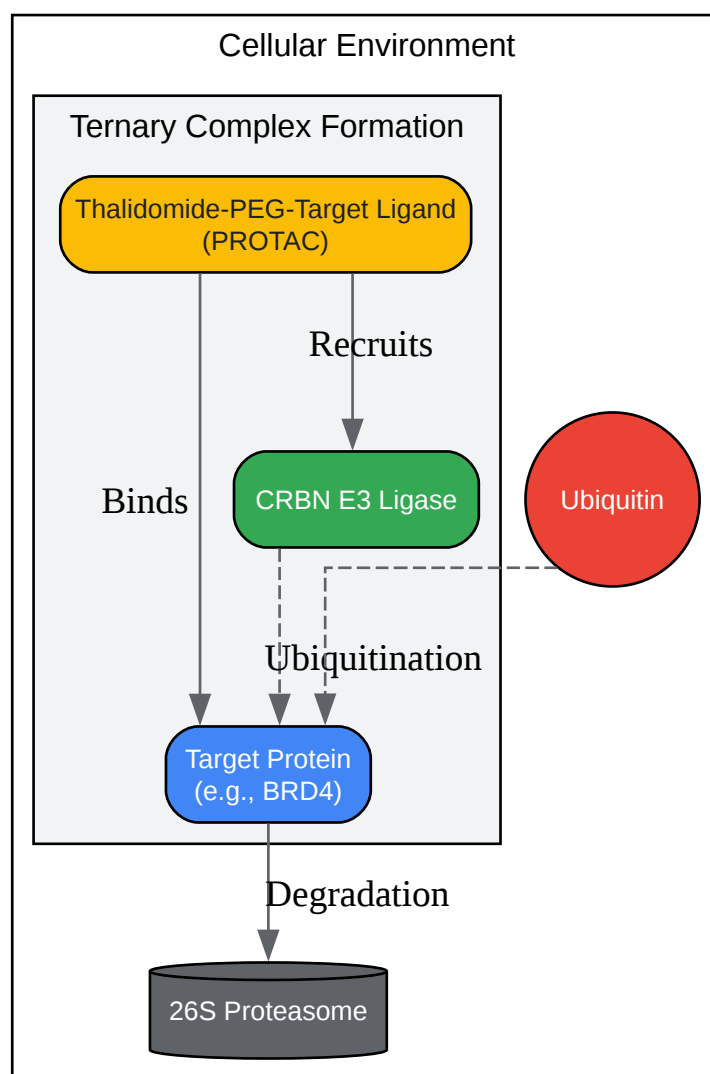 Cellular Environment
Ternary Complex Formation
Thalidomide-PEG-Target Ligand
(PROTAC)
Recruits
Binds
CRBN E3 Ligase
Ubiquitin
Ubiquitination
Target Protein
(e.g., BRD4)
Degradation
26S Proteasome